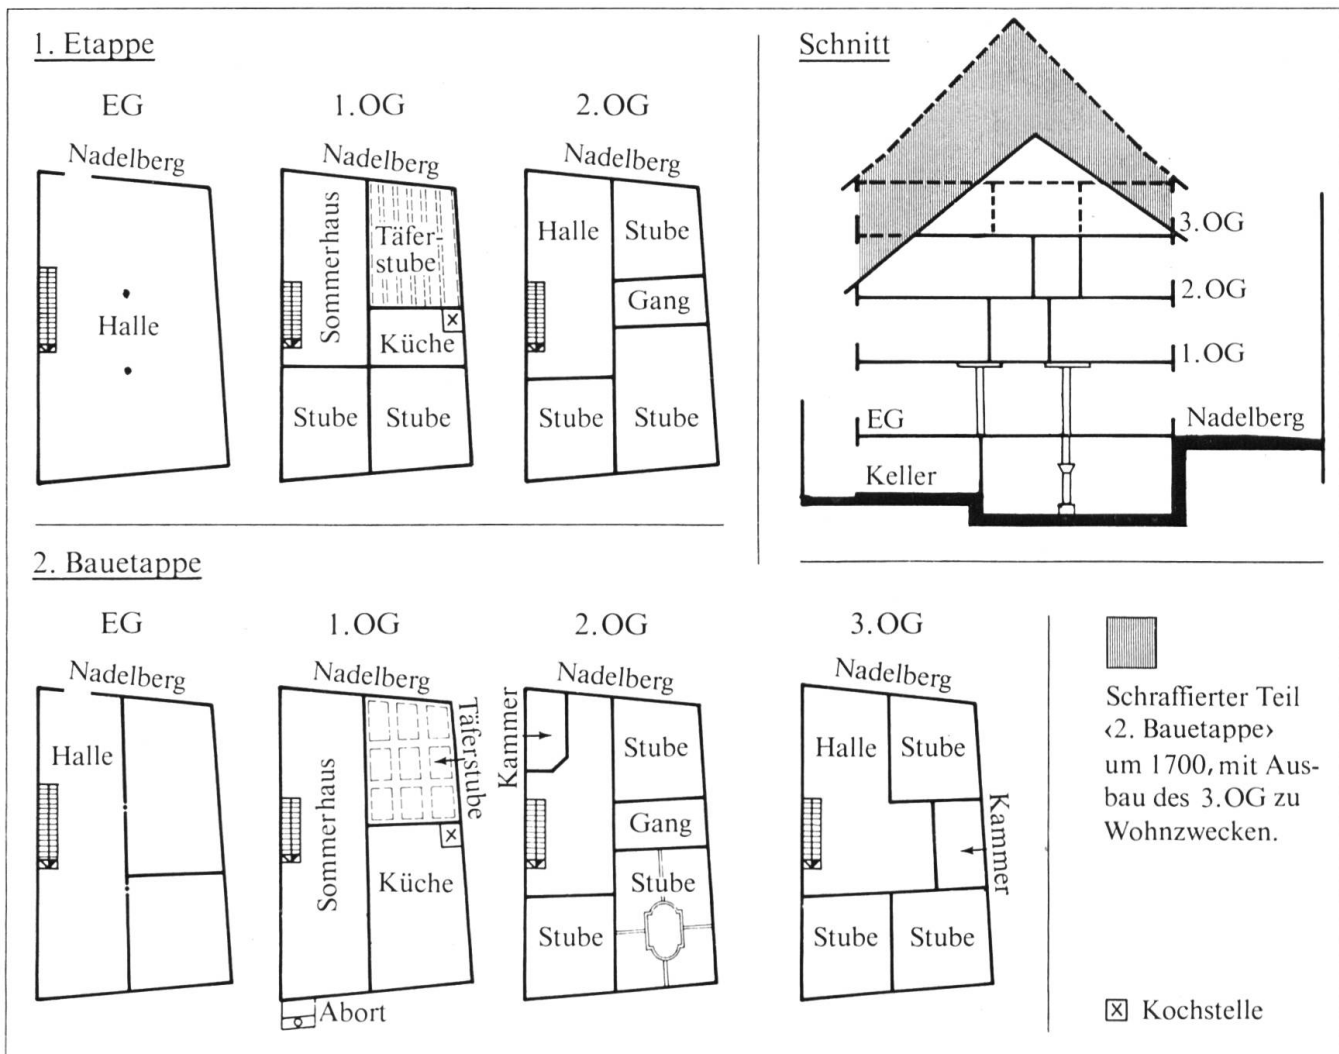 1. Etappe
EG
Nadelberg
Halle
1.OG
Nadelberg
Sommerhaus
Täfer-
stube
Küche
X
Stube
Stube
2.OG
Nadelberg
Halle
Stube
Gang
Stube
Stube
Schnitt
3.OG
2.OG
1.OG
EG
Nadelberg
Keller
2. Bauetappe
EG
Nadelberg
Halle
1.OG
Nadelberg
Sommerhaus
Täferstube
X
Küche
Abort
2.OG
Nadelberg
Kammer
Stube
Gang
Stube
Stube
3.OG
Nadelberg
Halle
Stube
Kammer
Stube
Stube
Schraffierter Teil
‹2. Bauetappe›
um 1700, mit Aus-
bau des 3.OG zu
Wohnzwecken.
X Kochstelle